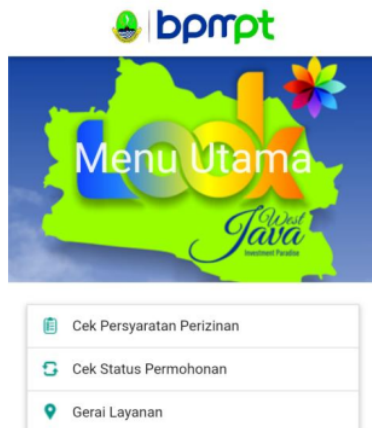 bpmpt
Look
Menu Utama
West
Java
Investment Paradise
Cek Persyaratan Perizinan
Cek Status Permohonan
Gerai Layanan